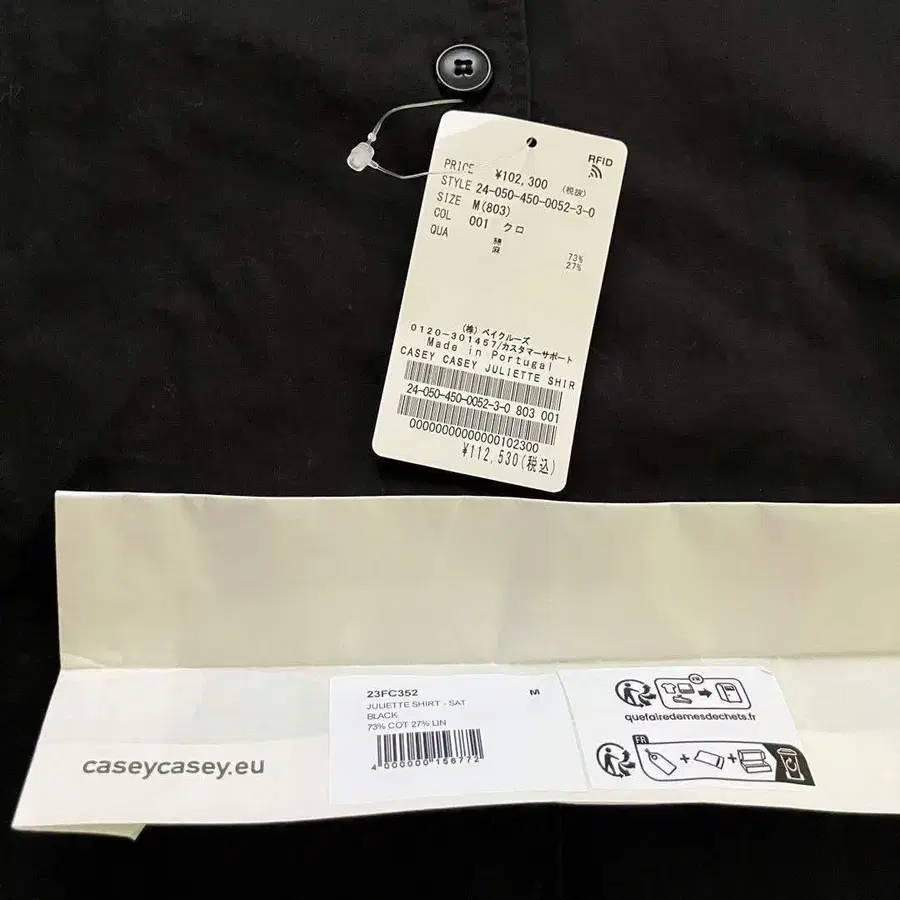 RFID
PRICE ¥102,300 (税抜)
STYLE 24-050-450-0052-3-0
SIZE M(803)
COL 001 クロ
QUA 綿 73%
麻 27%
(株)ベイクルーズ
0120-301457/カスタマーサポート
Made in Portugal
CASEY CASEY JULIETTE SHIR
24-050-450-0052-3-0 803 001
0000000000000102300
¥112,530(税込)
23FC352 M
JULIETTE SHIRT - SAT
BLACK
73% COT 27% LIN
4 000000 156772
caseycasey.eu
FR
quefairedemesdechets.fr
FR